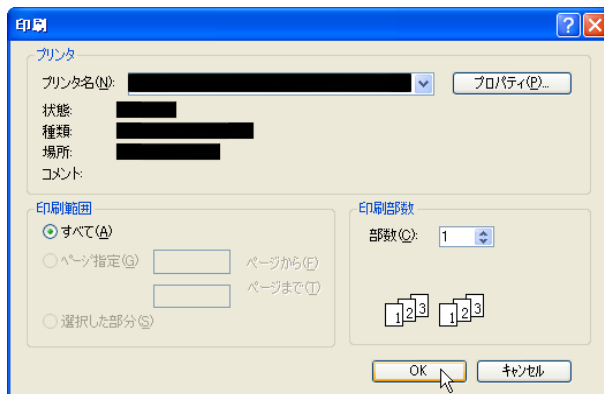 印刷
プリンタ
プリンタ名(N):
プロパティ(P)...
状態:
種類:
場所:
コメント:
印刷範囲
すべて(A)
ページ指定(G) ページから(F)
ページまで(T)
選択した部分(S)
印刷部数
部数(C): 1
1 2 3 1 2 3
OK キャンセル